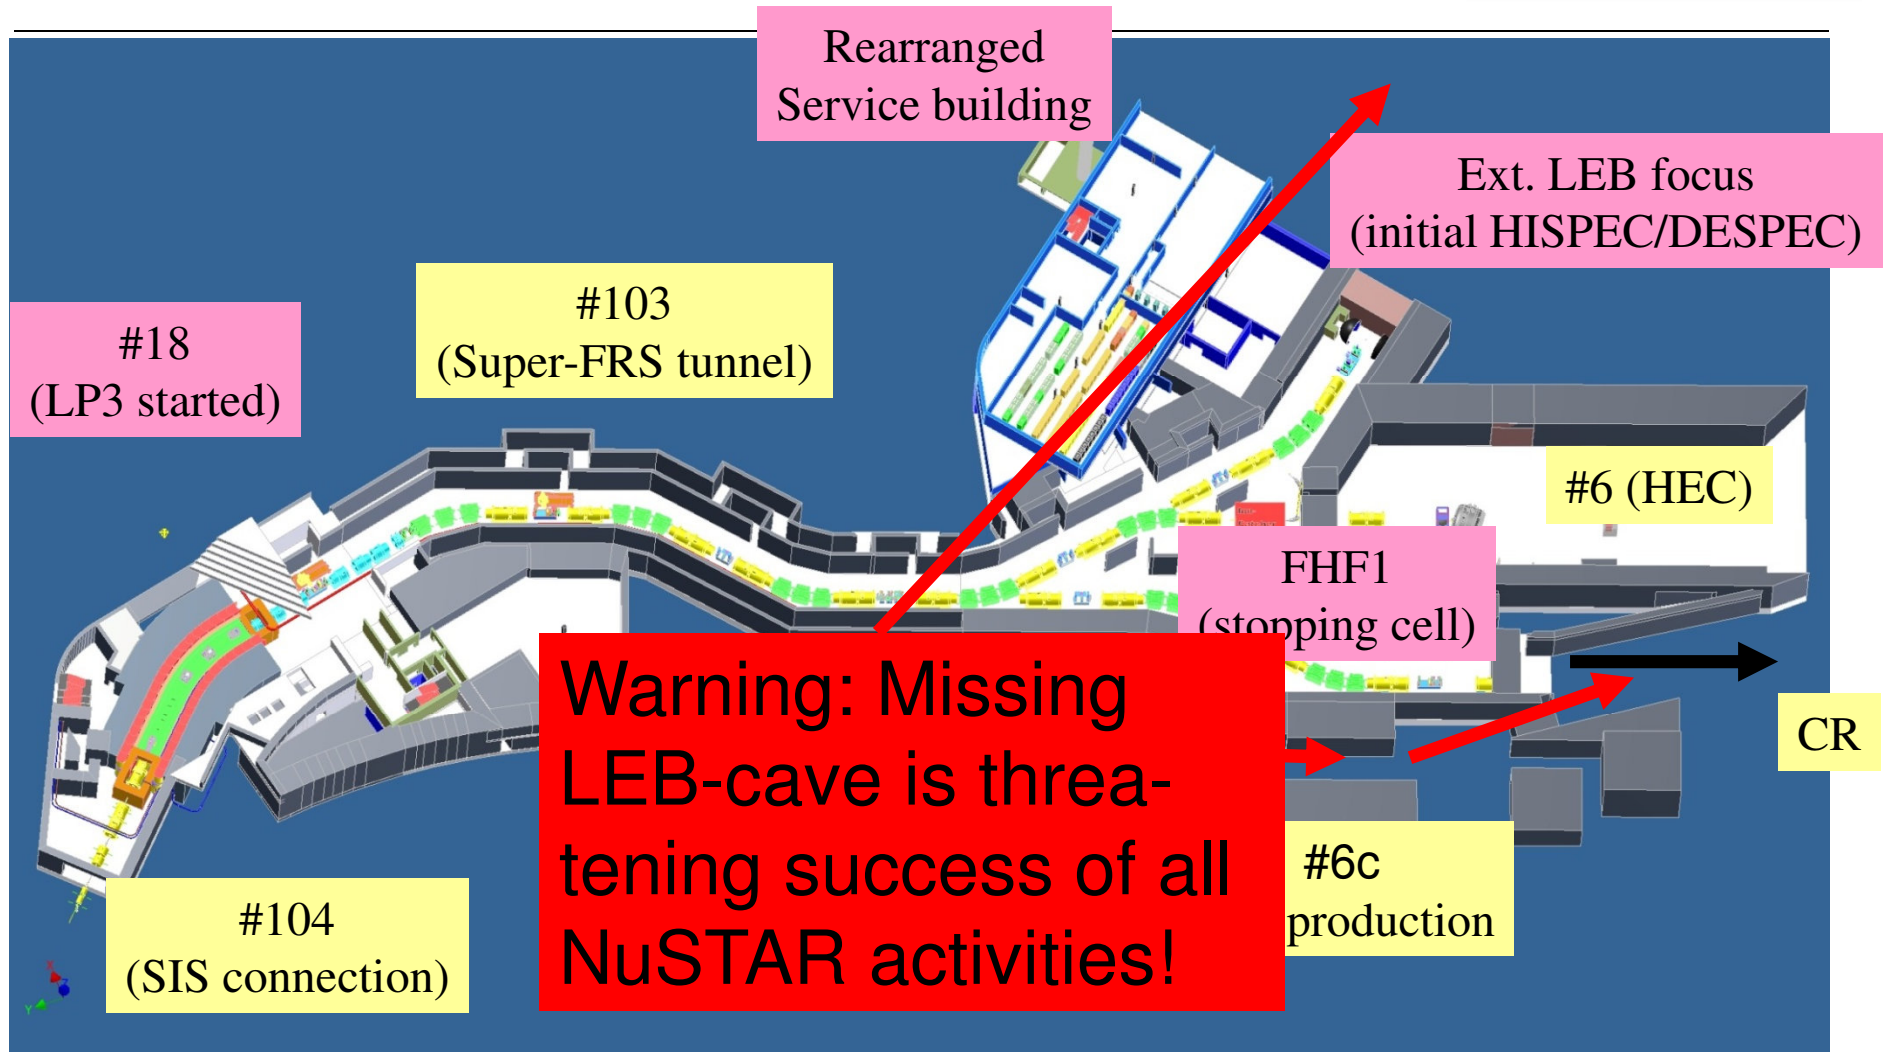 Rearranged
Service building
Ext. LEB focus
(initial HISPEC/DESPEC)
#103
(Super-FRS tunnel)
#18
(LP3 started)
#6 (HEC)
FHF1
(stopping cell)
Warning: Missing
LEB-cave is threa-
tening success of all
NuSTAR activities!
CR
#6c
production
#104
(SIS connection)